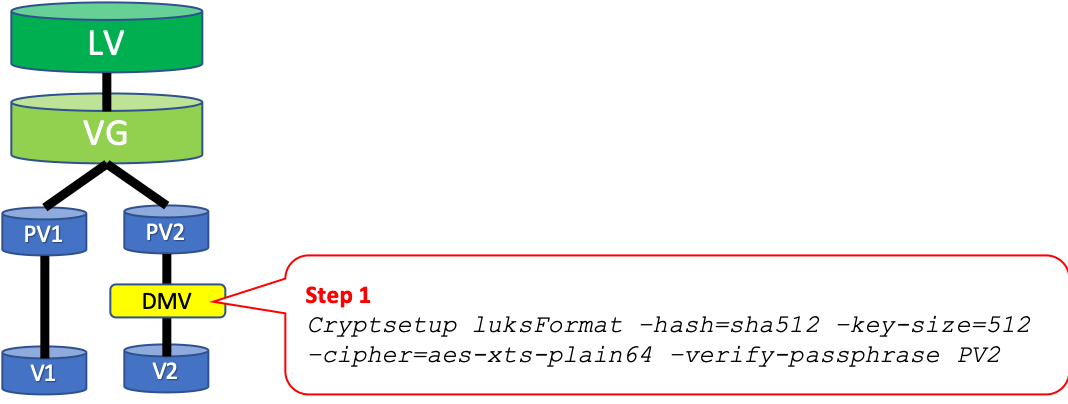 LV
VG
PV1
PV2
DMV
V1
V2
Step 1
Cryptsetup luksFormat –hash=sha512 –key-size=512
–cipher=aes-xts-plain64 –verify-passphrase PV2